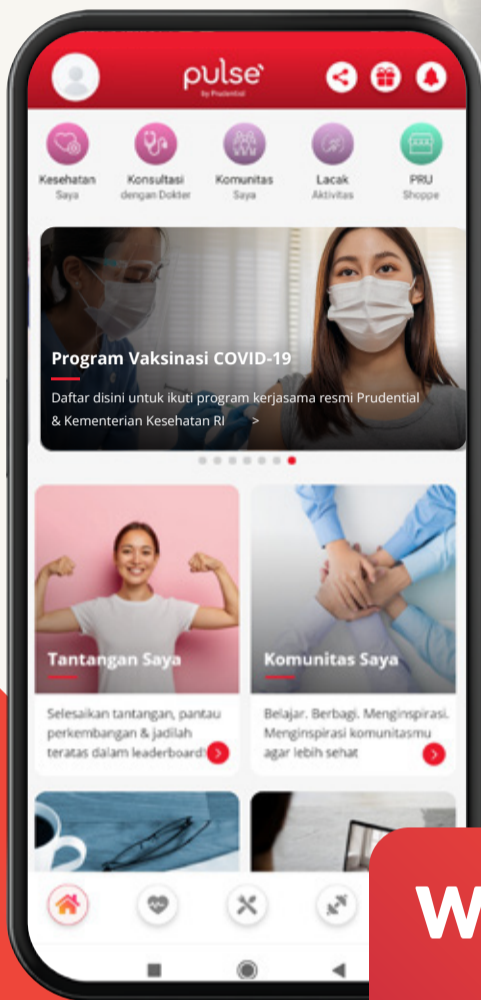 pulse
by Prudential
Kesehatan
Saya
Konsultasi
dengan Dokter
Komunitas
Saya
Lacak
Aktivitas
PRU
Shoppe
Program Vaksinasi COVID-19
Daftar disini untuk ikuti program kerjasama resmi Prudential
& Kementerian Kesehatan RI >
Tantangan Saya
Selesaikan tantangan, pantau
perkembangan & jadilah
teratas dalam leaderboard!
Komunitas Saya
Belajar. Berbagi. Menginspirasi.
Menginspirasi komunitasmu
agar lebih sehat
W